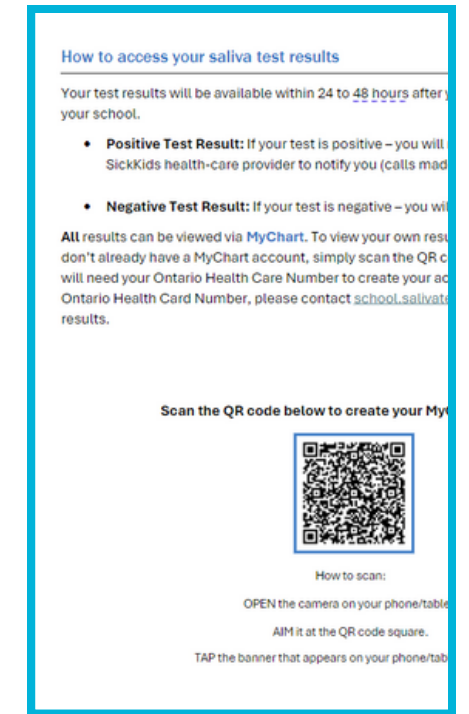 How to access your saliva test results
Your test results will be available within 24 to 48 hours after
your school.
• Positive Test Result: If your test is positive – you will
SickKids health-care provider to notify you (calls mad
• Negative Test Result: If your test is negative – you wil
All results can be viewed via MyChart. To view your own resu
don't already have a MyChart account, simply scan the QR c
will need your Ontario Health Care Number to create your ac
Ontario Health Card Number, please contact school.salivate
results.
Scan the QR code below to create your My
How to scan:
OPEN the camera on your phone/table
AIM it at the QR code square.
TAP the banner that appears on your phone/tab